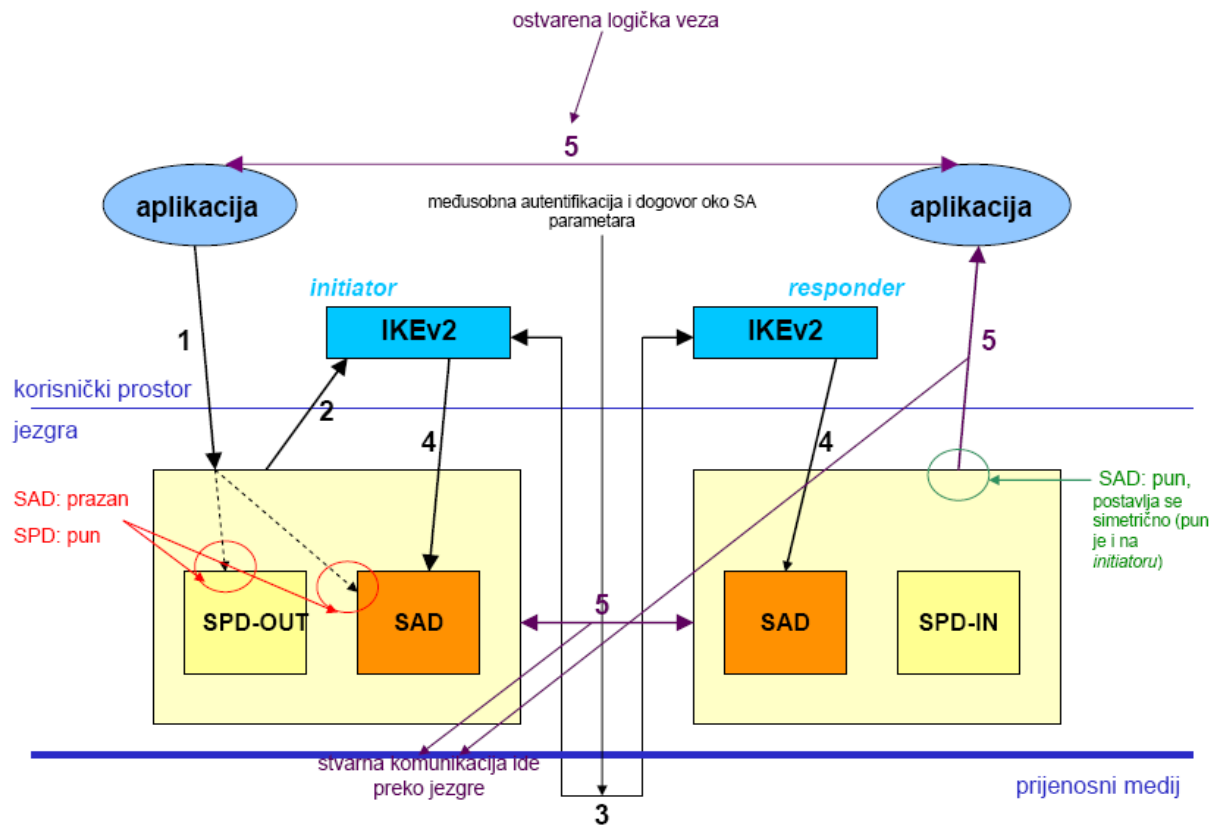 ostvarena logička veza
5
aplikacija
aplikacija
međusobna autentifikacija i dogovor oko SA
parametara
initiator
responder
IKEv2
IKEv2
1
5
korisnički prostor
2
jezgra
4
4
SAD: prazan
SPD: pun
SAD: pun,
postavlja se
simetrično (pun
je i na
initiatoru)
5
SPD-OUT
SAD
SAD
SPD-IN
stvarna komunikacija ide
preko jezgre
prijenosni medij
3